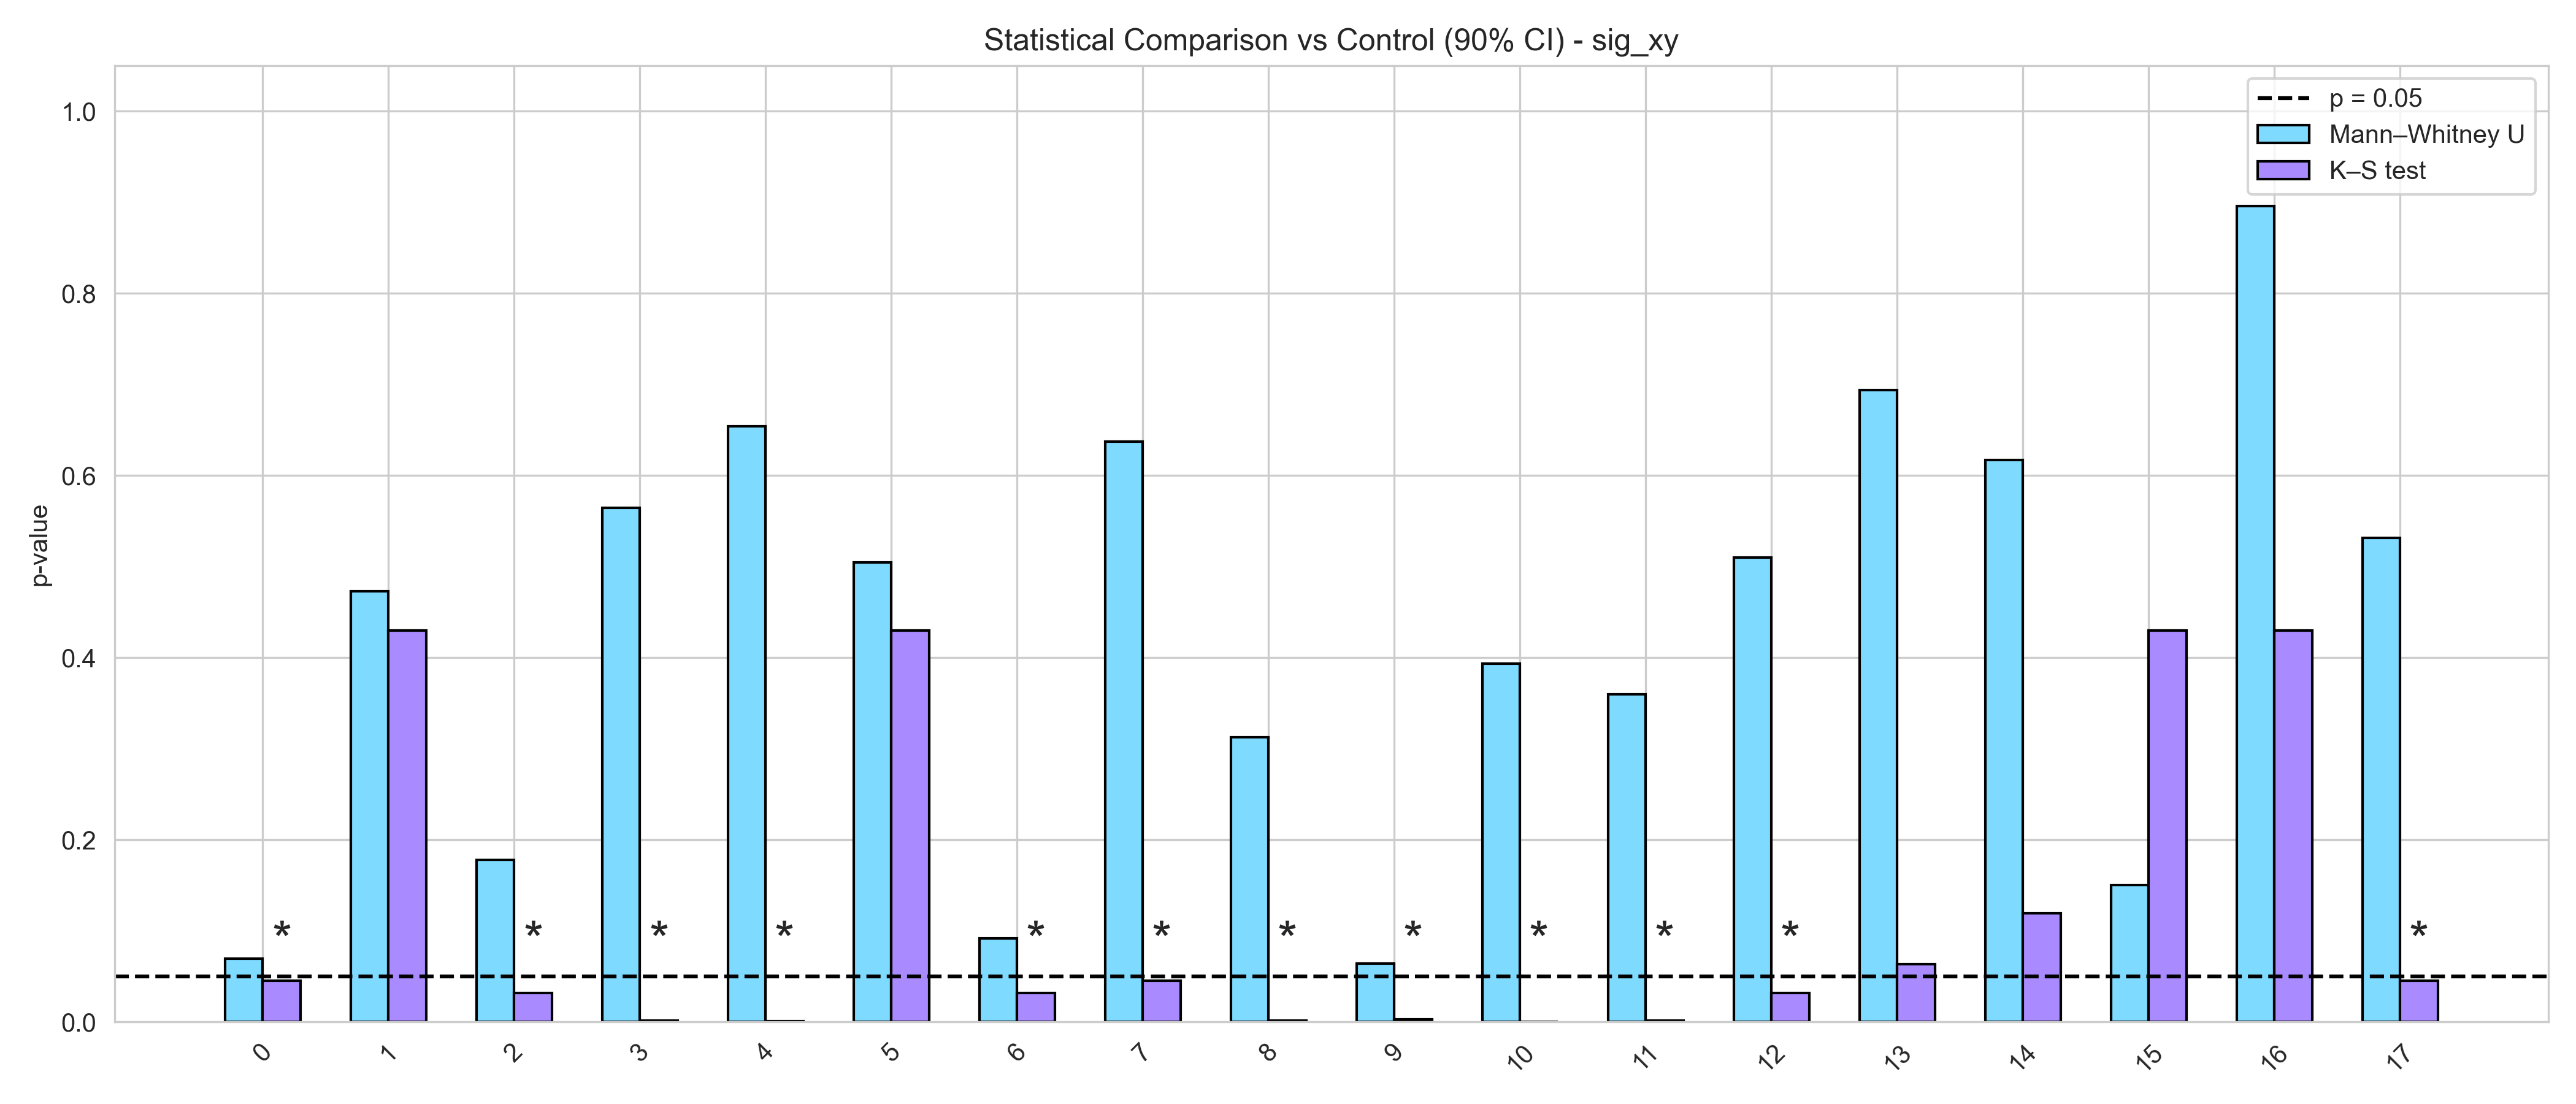 Statistical Comparison vs Control (90% CI) - sig_xy
p = 0.05
Mann–Whitney U
K–S test
p-value
1.0
0.8
0.6
0.4
0.2
0.0
* * * * * * * * * * * *
0 1 2 3 4 5 6 7 8 9 10 11 12 13 14 15 16 17